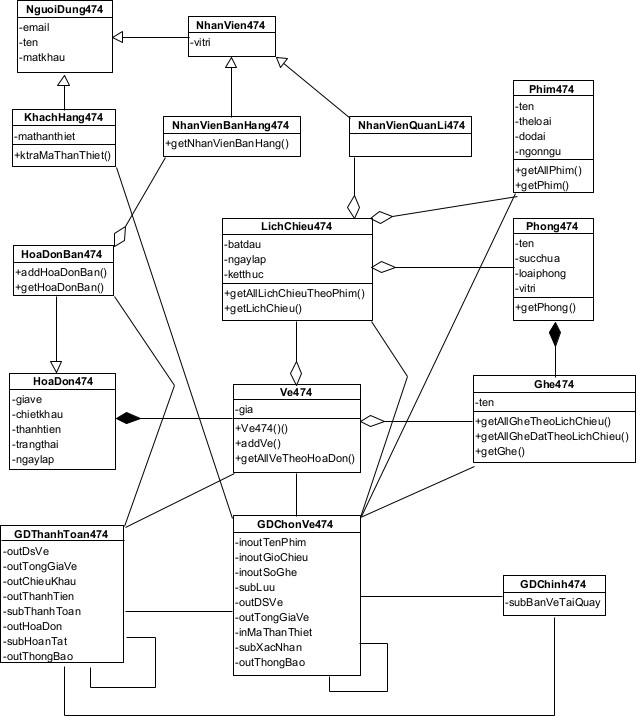 NguoiDung474
-email
-ten
-matkhau
NhanVien474
-vitri
KhachHang474
-mathanthiet
+ktraMaThanThiet()
NhanVienBanHang474
+getNhanVienBanHang()
NhanVienQuanLi474
Phim474
-ten
-theloai
-dodai
-ngonngu
+getAllPhim()
+getPhim()
HoaDonBan474
+addHoaDonBan()
+getHoaDonBan()
LichChieu474
-batdau
-ngaylap
-ketthuc
+getAllLichChieuTheoPhim()
+getLichChieu()
Phong474
-ten
-succhua
-loaiphong
-vitri
+getPhong()
HoaDon474
-giave
-chietkhau
-thanhtien
-trangthai
-ngaylap
Ve474
-gia
+Ve474()()
+addVe()
+getAllVeTheoHoaDon()
Ghe474
-ten
+getAllGheTheoLichChieu()
+getAllGheDatTheoLichChieu()
+getGhe()
GDThanhToan474
-outDsVe
-outTongGiaVe
-outChieuKhau
-outThanhTien
-subThanhToan
-outHoaDon
-subHoanTat
-outThongBao
GDChonVe474
-inoutTenPhim
-inoutGioChieu
-inoutSoGhe
-subLuu
-outDSVe
-outTongGiaVe
-inMaThanThiet
-subXacNhan
-outThongBao
GDChinh474
-subBanVeTaiQuay